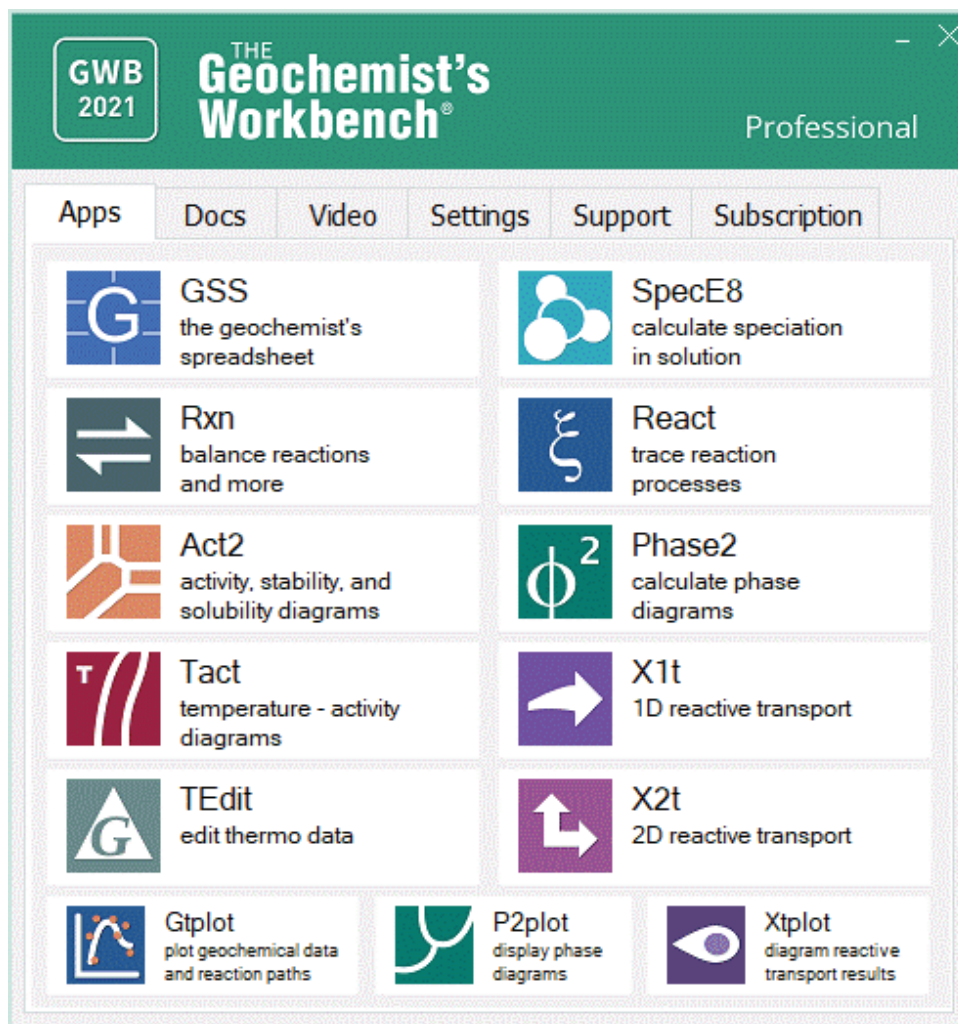 GWB
2021
THE
Geochemist's
Workbench®
Professional
Apps
Docs
Video
Settings
Support
Subscription
G
GSS
the geochemist's
spreadsheet
SpecE8
calculate speciation
in solution
Rxn
balance reactions
and more
ξ
React
trace reaction
processes
Act2
activity, stability, and
solubility diagrams
ϕ2
Phase2
calculate phase
diagrams
T
Tact
temperature - activity
diagrams
X1t
1D reactive transport
G
TEdit
edit thermo data
X2t
2D reactive transport
Gtplot
plot geochemical data
and reaction paths
P2plot
display phase
diagrams
Xtplot
diagram reactive
transport results